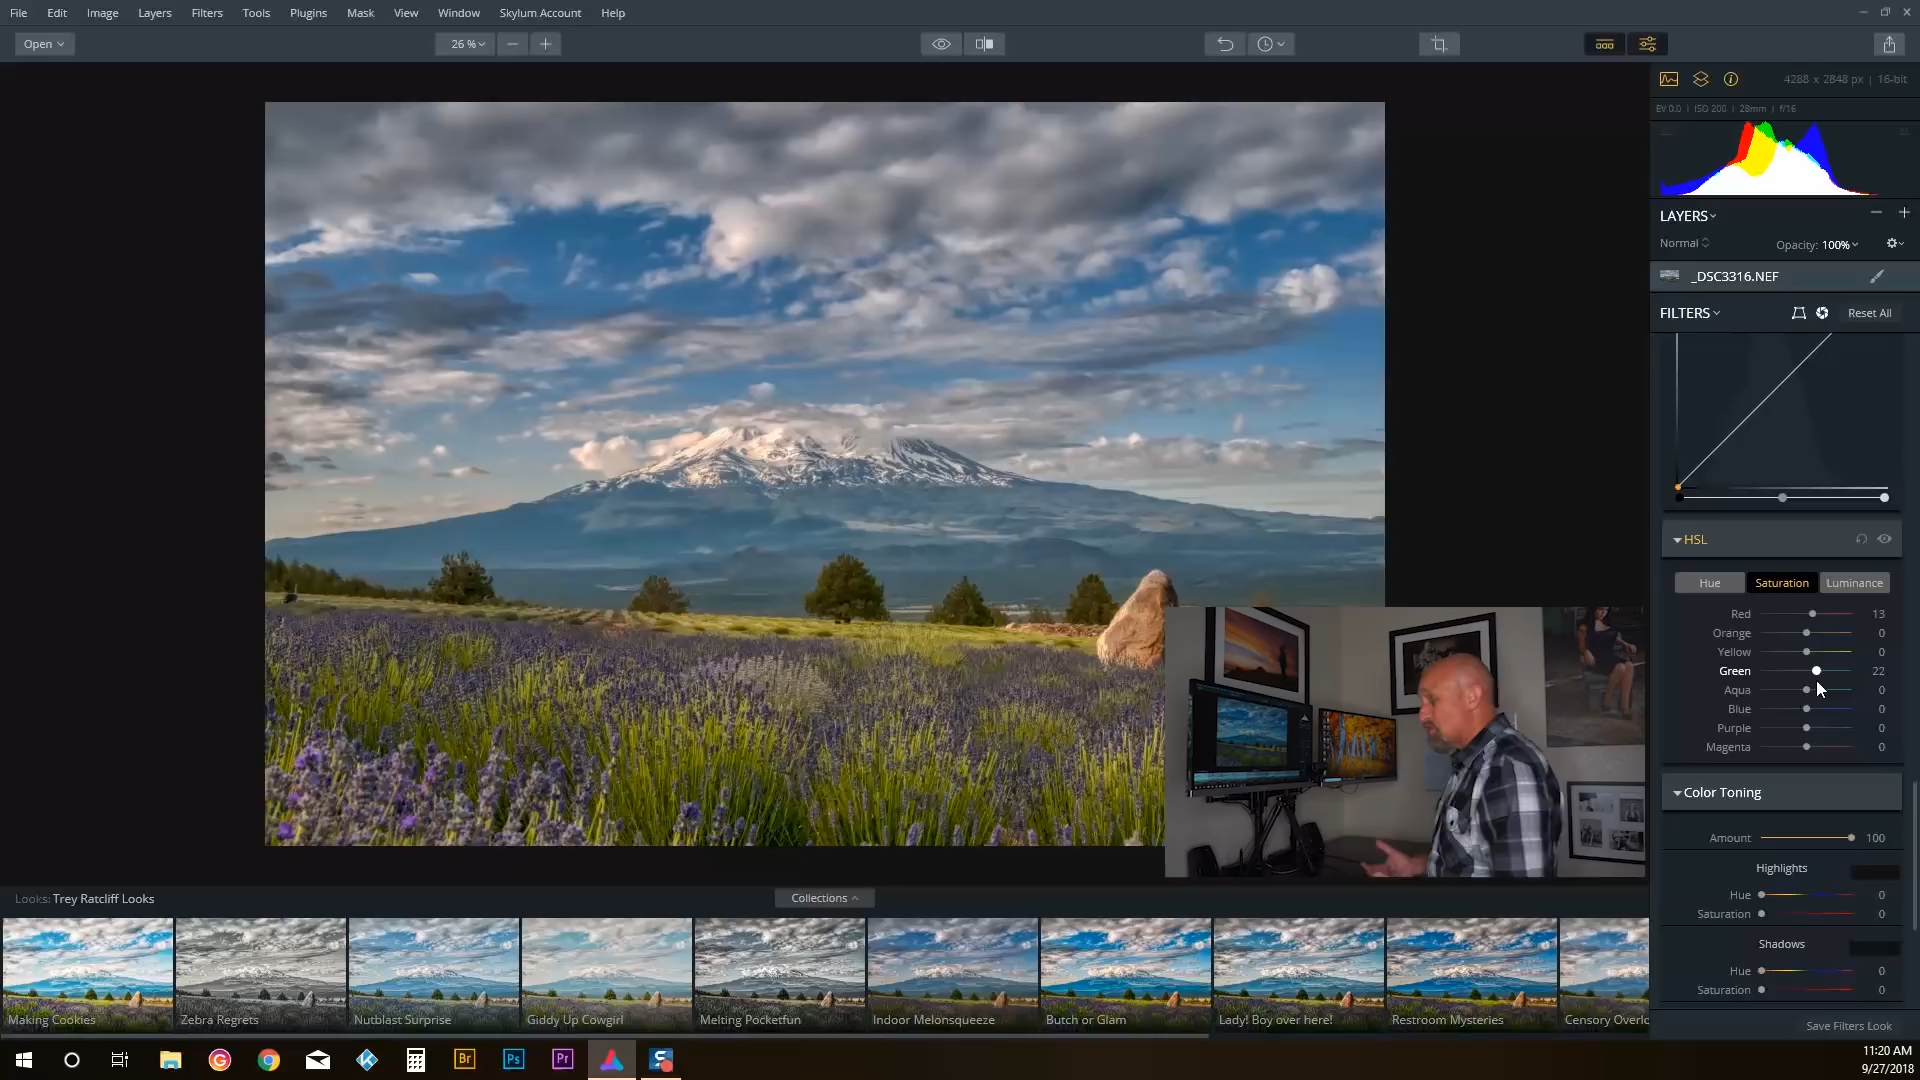 File Edit Image Layers Filters Tools Plugins Mask View Window Skylum Account Help
Open 26 %
4288 x 2848 px | 16-bit
EV 0.0 | ISO 200 | 28mm | f/16
LAYERS
Normal Opacity: 100%
_DSC3316.NEF
FILTERS Reset All
HSL
Hue Saturation Luminance
Red 13
Orange 0
Yellow 0
Green 22
Aqua 0
Blue 0
Purple 0
Magenta 0
Color Toning
Amount 100
Highlights
Hue 0
Saturation 0
Shadows
Hue 0
Saturation 0
Save Filters Look
Looks: Trey Ratcliff Looks Collections
Making Cookies Zebra Regrets Nutblast Surprise Giddy Up Cowgirl Melting Pocketfun Indoor Melonsqueeze Butch or Glam Lady! Boy over here! Restroom Mysteries Censory Overlo
Br Ps Pr
11:20 AM
9/27/2018